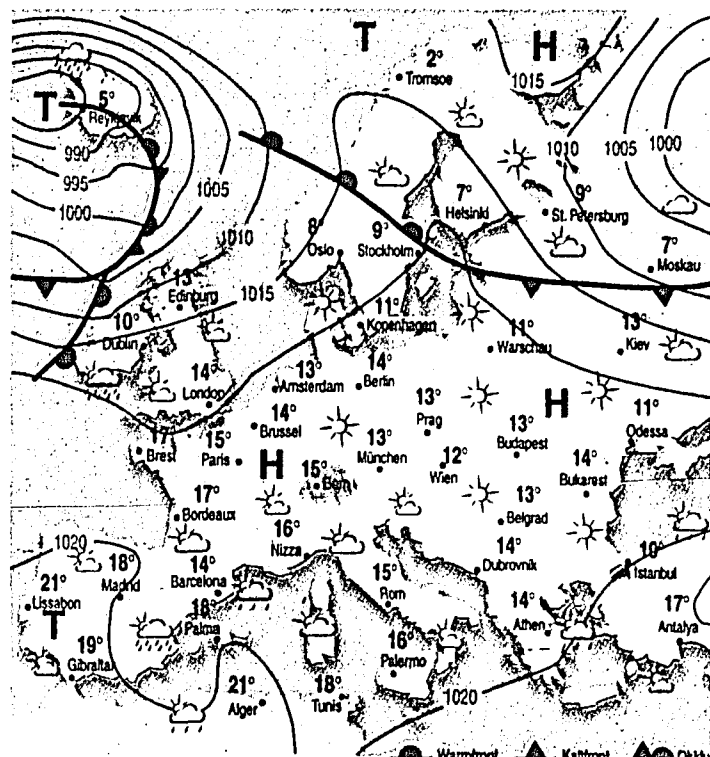 T
H
2°
Tromsoe
1015
T
5°
Reykjavik
990
995
1000
1005
1010
1015
1010
1005
1000
7°
Helsinki
9°
St. Petersburg
8°
Oslo
9°
Stockholm
7°
Moskau
13°
Edinburg
10°
Dublin
11°
Kopenhagen
11°
Warschau
13°
Kiev
14°
London
13°
Amsterdam
14°
Berlin
14°
Brüssel
13°
Prag
H
13°
Budapest
11°
Odessa
17°
Brest
15°
Paris
H
15°
Bern
13°
München
12°
Wien
14°
Bukarest
17°
Bordeaux
13°
Belgrad
16°
Nizza
14°
Dubrovnik
10°
Istanbul
1020
18°
Madrid
14°
Barcelona
21°
Lissabon
T
18°
Palma
15°
Rom
14°
Athen
17°
Antalya
19°
Gibraltar
16°
Palermo
21°
Alger
18°
Tunis
1020
Warmfront
Kaltfront